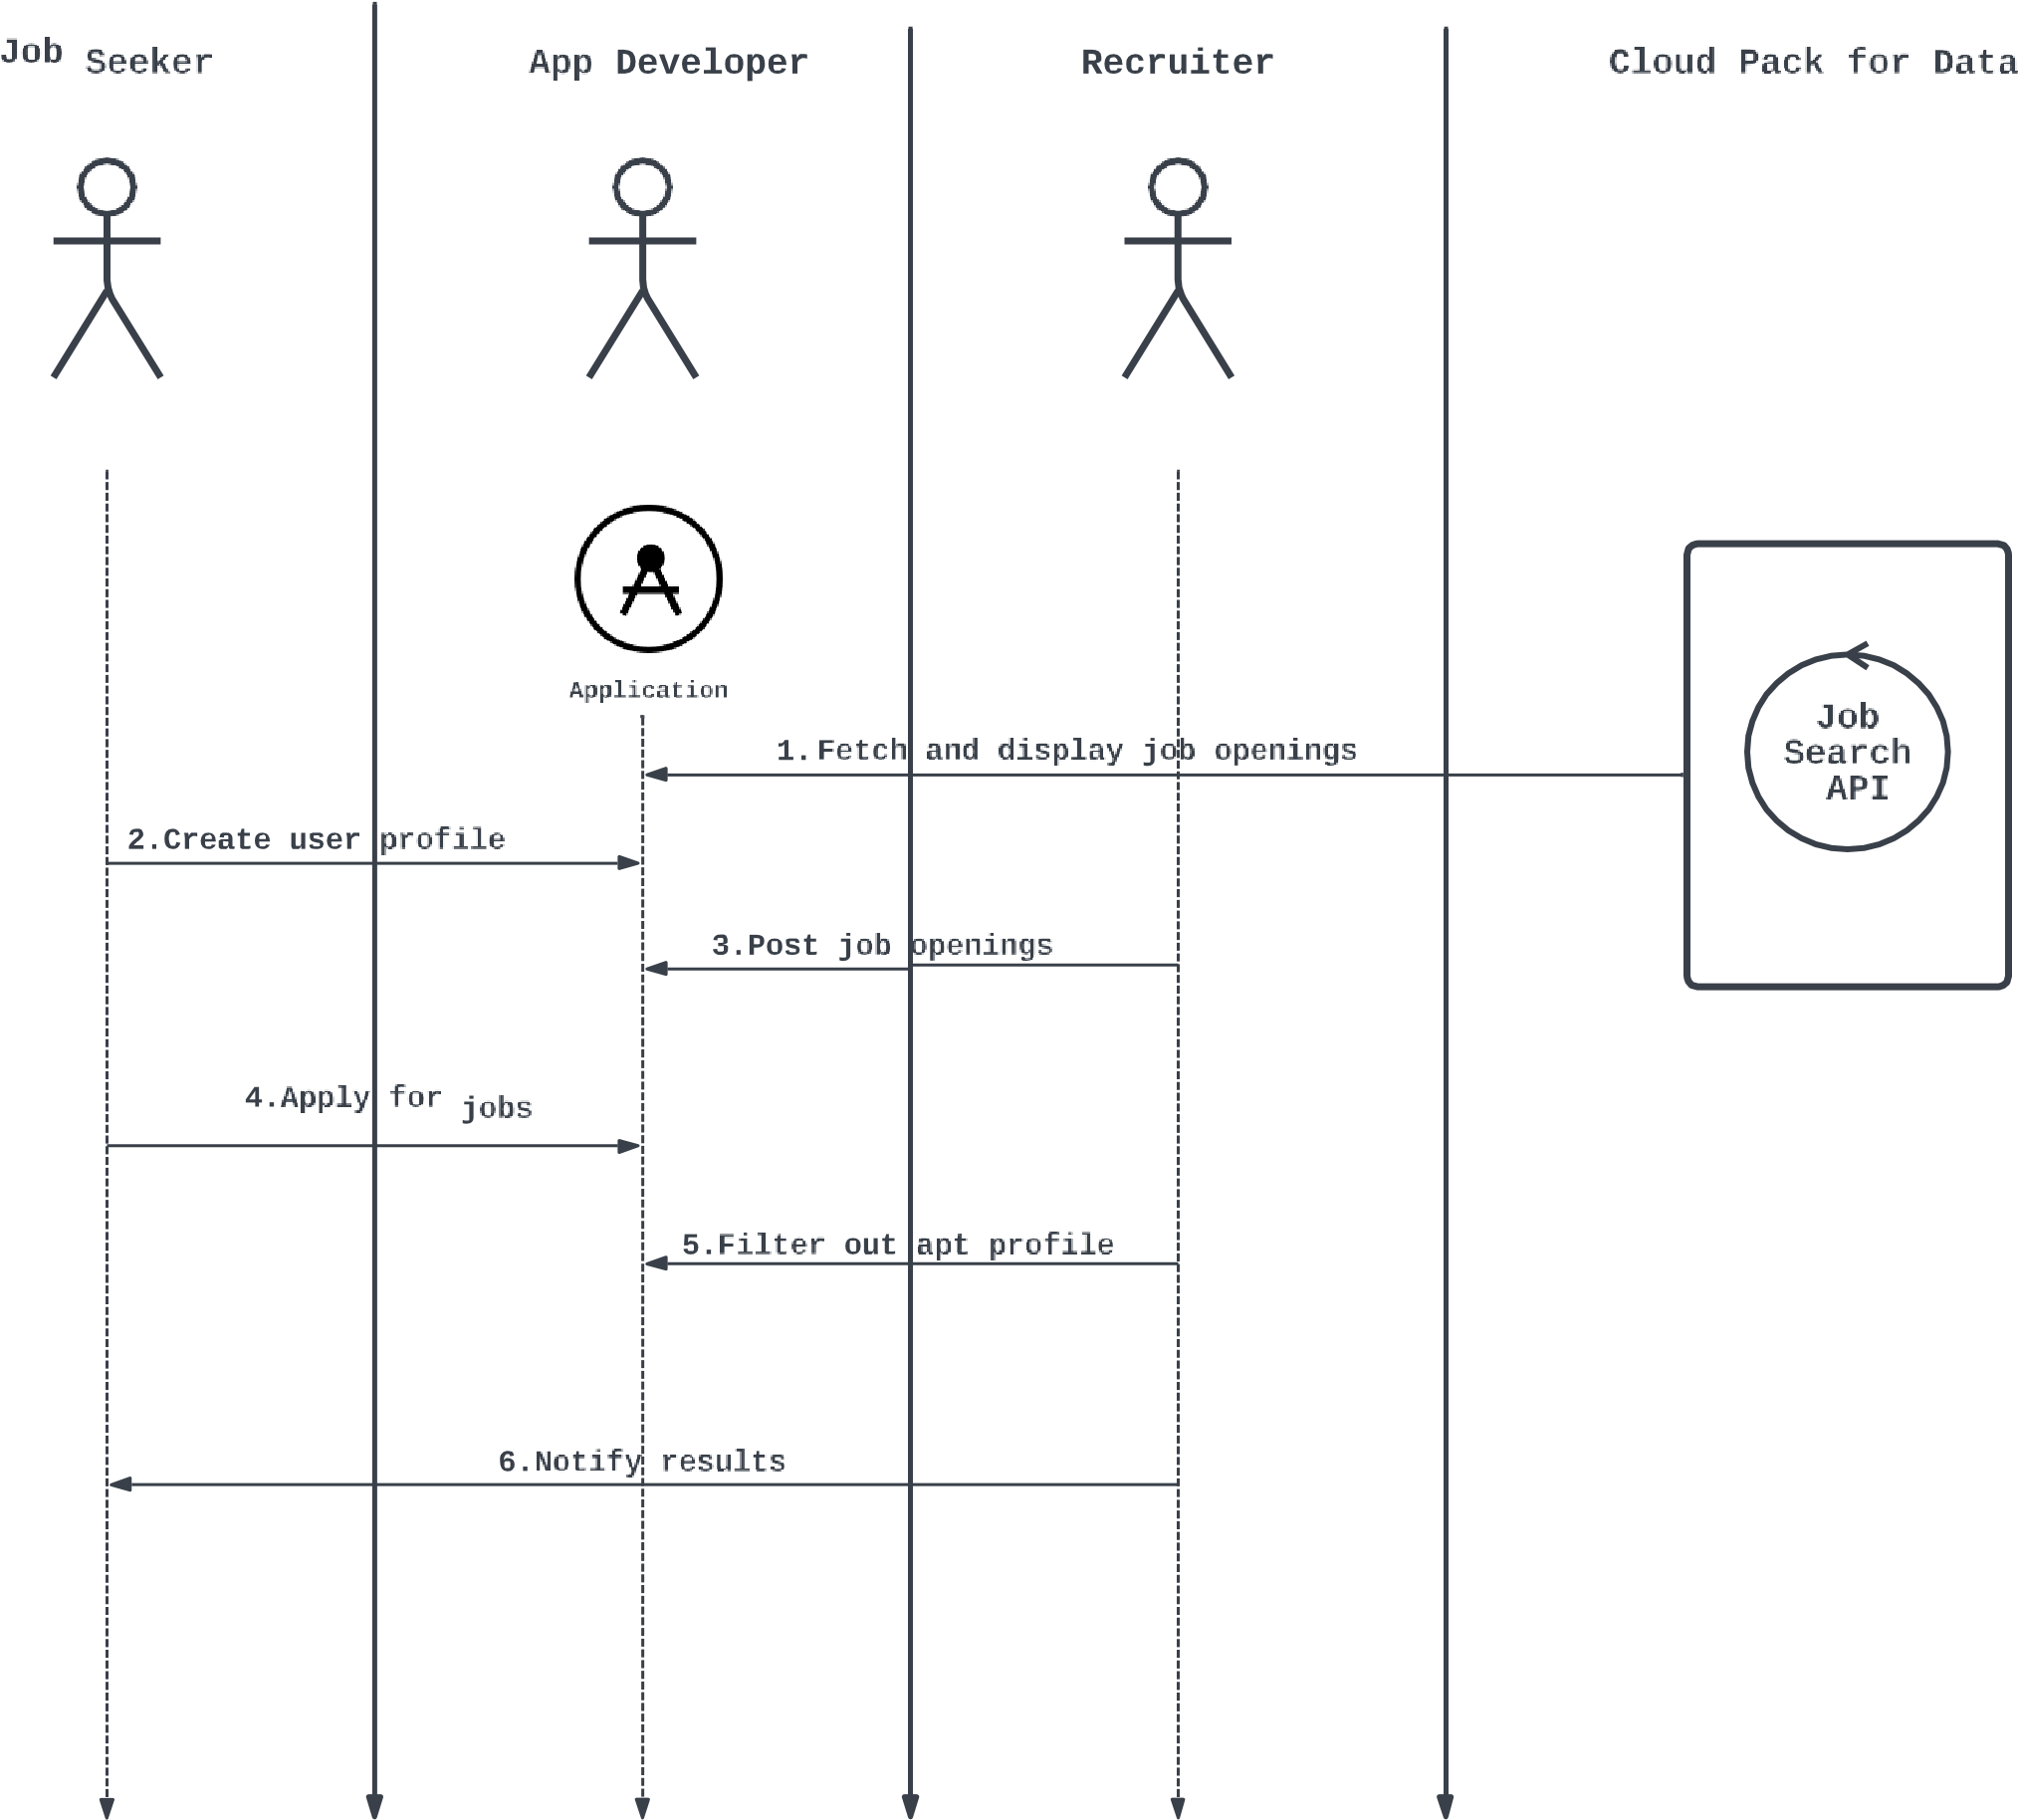 Job Seeker
App Developer
Recruiter
Cloud Pack for Data
Application
Job
Search
API
1.Fetch and display job openings
2.Create user profile
3.Post job openings
4.Apply for jobs
5.Filter out apt profile
6.Notify results